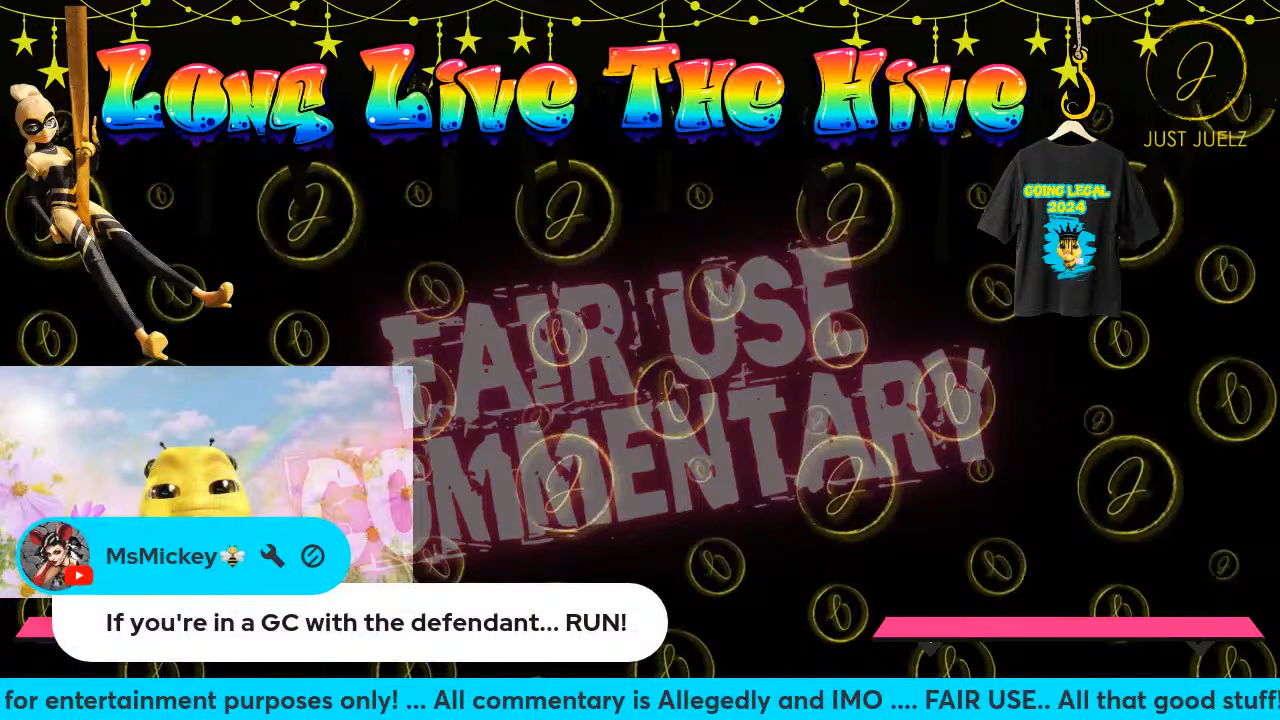 Long Live The Hive
JUST JUELZ
GOING LEGAL
2024
FAIR USE
COMMENTARY
MsMickey🐝
If you're in a GC with the defendant... RUN!
for entertainment purposes only! ... All commentary is Allegedly and IMO .... FAIR USE.. All that good stuff!